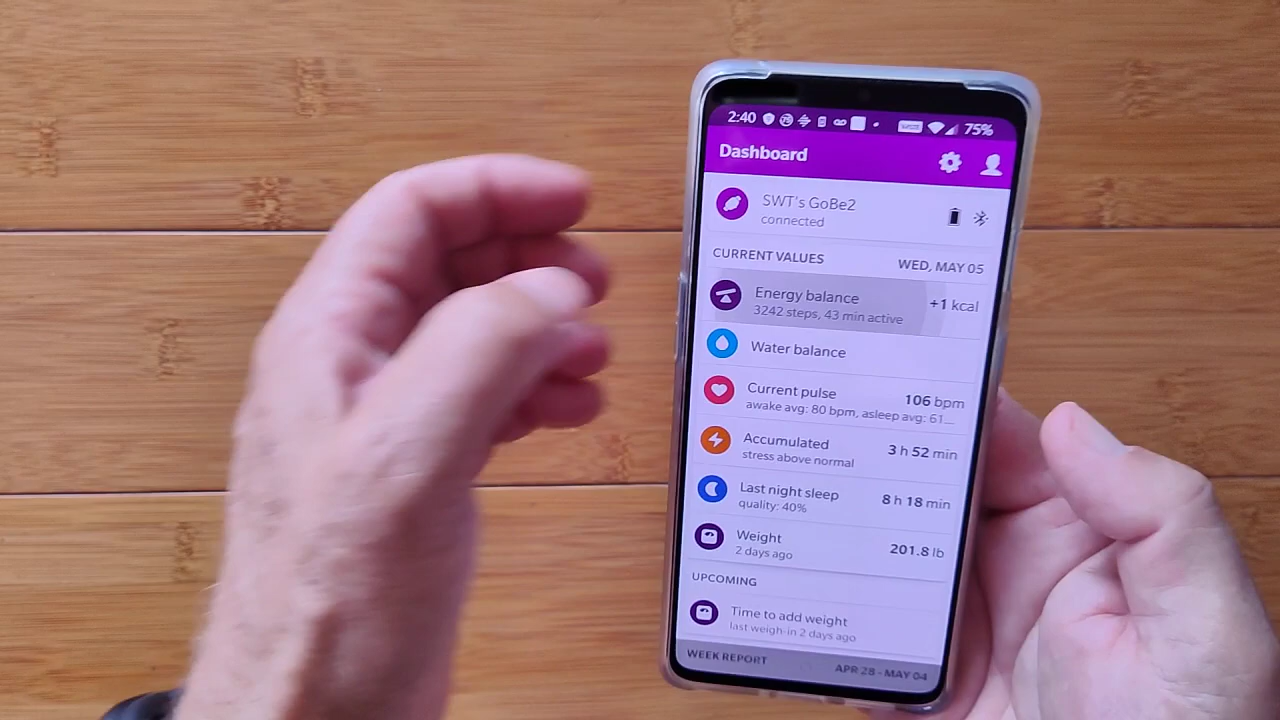 2:40 75%
Dashboard
SWT's GoBe2
connected
CURRENT VALUES WED, MAY 05
Energy balance +1 kcal
3242 steps, 43 min active
Water balance
Current pulse 106 bpm
awake avg: 80 bpm, asleep avg: 61...
Accumulated 3 h 52 min
stress above normal
Last night sleep 8 h 18 min
quality: 40%
Weight 201.8 lb
2 days ago
UPCOMING
Time to add weight
last weigh-in 2 days ago
WEEK REPORT APR 28 - MAY 04